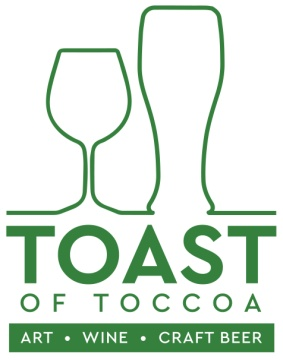 TOAST
OF TOCCOA
ART • WINE • CRAFT BEER